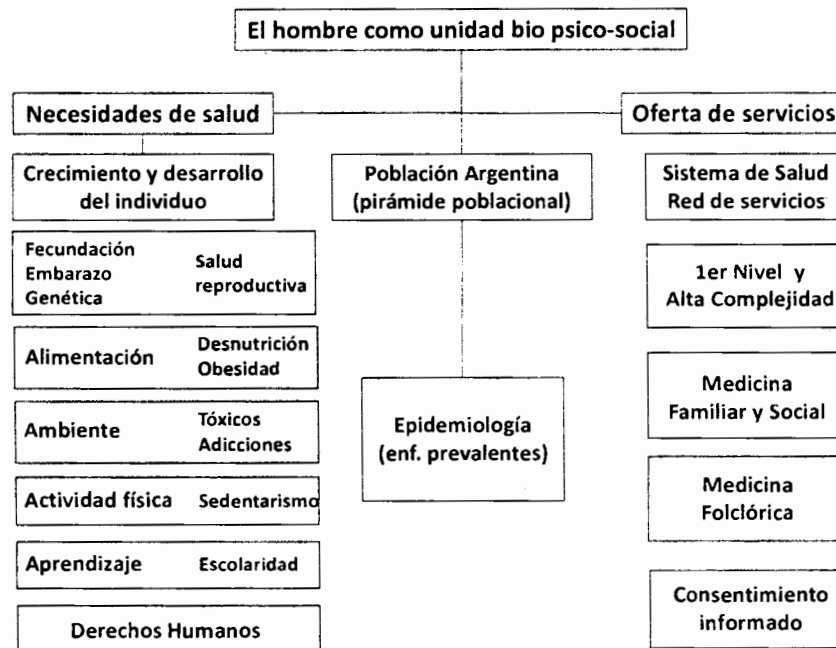 El hombre como unidad bio psico-social
Necesidades de salud
Oferta de servicios
Crecimiento y desarrollo
del individuo
Población Argentina
(pirámide poblacional)
Sistema de Salud
Red de servicios
Fecundación
Embarazo
Genética
Salud
reproductiva
1er Nivel y
Alta Complejidad
Alimentación
Desnutrición
Obesidad
Epidemiología
(enf. prevalentes)
Medicina
Familiar y Social
Ambiente
Tóxicos
Adicciones
Medicina
Folclórica
Actividad física
Sedentarismo
Aprendizaje
Escolaridad
Consentimiento
informado
Derechos Humanos